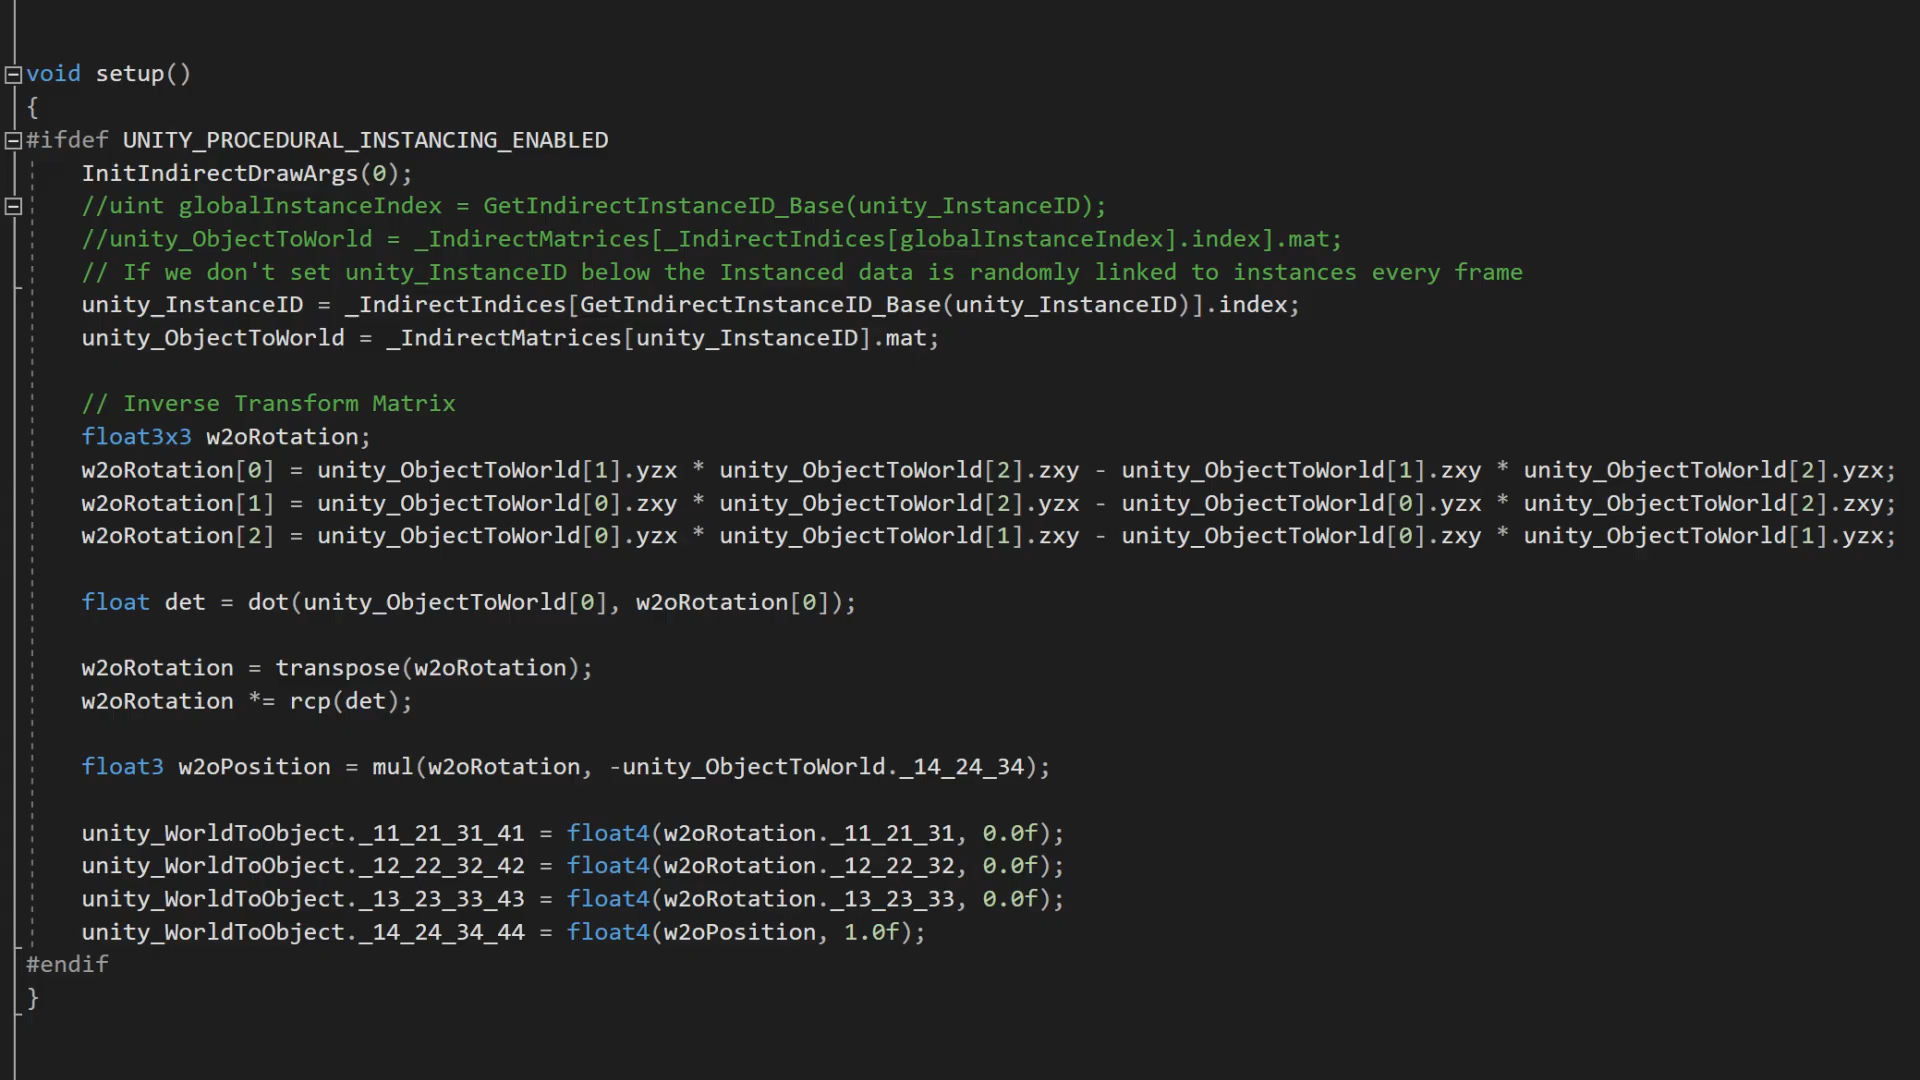 void setup()
{
#ifdef UNITY_PROCEDURAL_INSTANCING_ENABLED
    InitIndirectDrawArgs(0);
    //uint globalInstanceIndex = GetIndirectInstanceID_Base(unity_InstanceID);
    //unity_ObjectToWorld = _IndirectMatrices[_IndirectIndices[globalInstanceIndex].index].mat;
    // If we don't set unity_InstanceID below the Instanced data is randomly linked to instances every frame
    unity_InstanceID = _IndirectIndices[GetIndirectInstanceID_Base(unity_InstanceID)].index;
    unity_ObjectToWorld = _IndirectMatrices[unity_InstanceID].mat;

    // Inverse Transform Matrix
    float3x3 w2oRotation;
    w2oRotation[0] = unity_ObjectToWorld[1].yzx * unity_ObjectToWorld[2].zxy - unity_ObjectToWorld[1].zxy * unity_ObjectToWorld[2].yzx;
    w2oRotation[1] = unity_ObjectToWorld[0].zxy * unity_ObjectToWorld[2].yzx - unity_ObjectToWorld[0].yzx * unity_ObjectToWorld[2].zxy;
    w2oRotation[2] = unity_ObjectToWorld[0].yzx * unity_ObjectToWorld[1].zxy - unity_ObjectToWorld[0].zxy * unity_ObjectToWorld[1].yzx;

    float det = dot(unity_ObjectToWorld[0], w2oRotation[0]);

    w2oRotation = transpose(w2oRotation);
    w2oRotation *= rcp(det);

    float3 w2oPosition = mul(w2oRotation, -unity_ObjectToWorld._14_24_34);

    unity_WorldToObject._11_21_31_41 = float4(w2oRotation._11_21_31, 0.0f);
    unity_WorldToObject._12_22_32_42 = float4(w2oRotation._12_22_32, 0.0f);
    unity_WorldToObject._13_23_33_43 = float4(w2oRotation._13_23_33, 0.0f);
    unity_WorldToObject._14_24_34_44 = float4(w2oPosition, 1.0f);
#endif
}